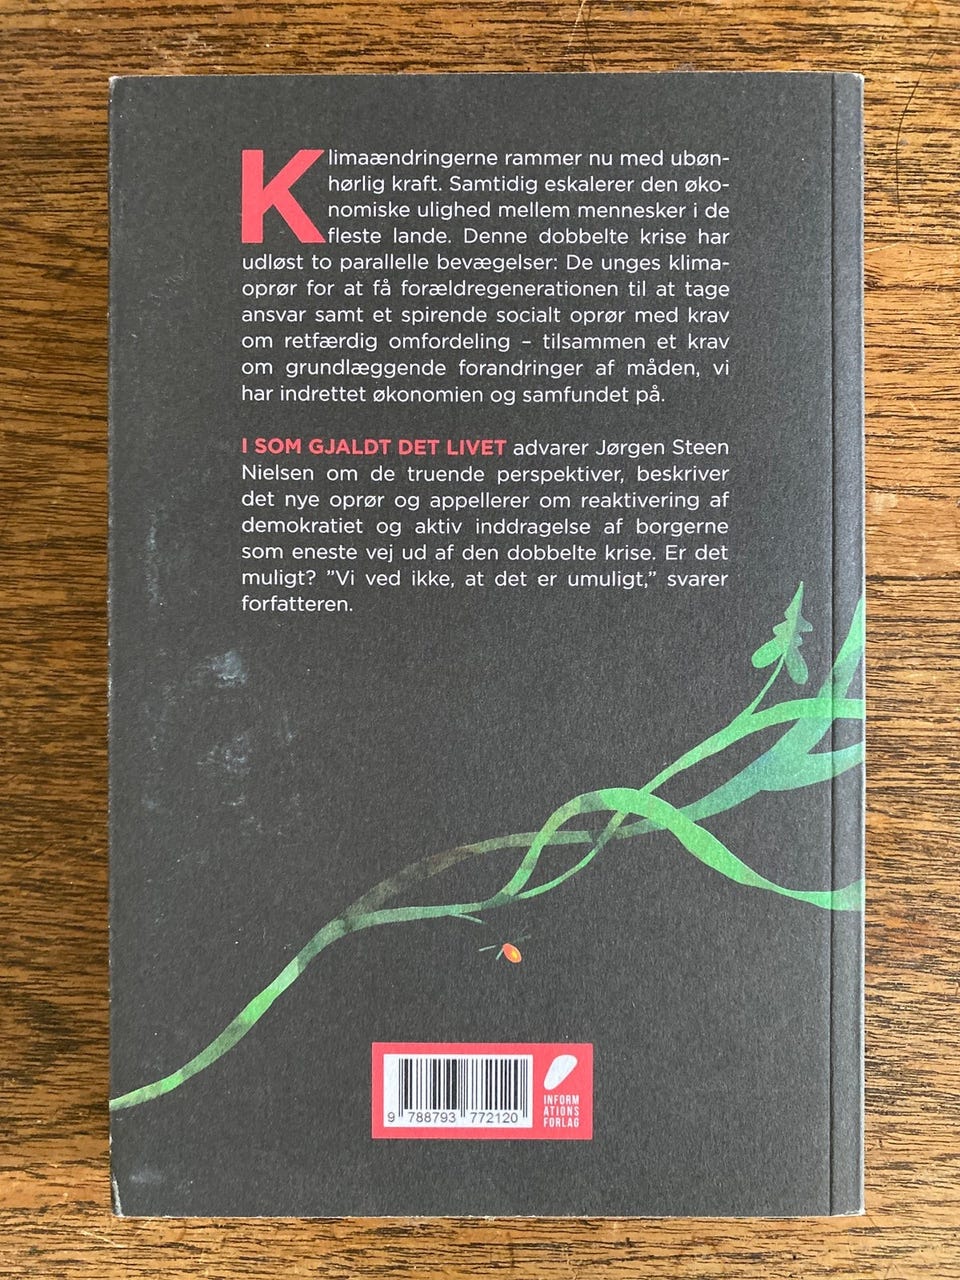 Klimaændringerne rammer nu med ubøn-
hørlig kraft. Samtidig eskalerer den øko-
nomiske ulighed mellem mennesker i de
fleste lande. Denne dobbelte krise har
udløst to parallelle bevægelser: De unges klima-
oprør for at få forældregenerationen til at tage
ansvar samt et spirende socialt oprør med krav
om retfærdig omfordeling – tilsammen et krav
om grundlæggende forandringer af måden, vi
har indrettet økonomien og samfundet på.
I SOM GJALDT DET LIVET advarer Jørgen Steen
Nielsen om de truende perspektiver, beskriver
det nye oprør og appellerer om reaktivering af
demokratiet og aktiv inddragelse af borgerne
som eneste vej ud af den dobbelte krise. Er det
muligt? ”Vi ved ikke, at det er umuligt,” svarer
forfatteren.
9 788793 772120
INFORM
ATIONS
FORLAG